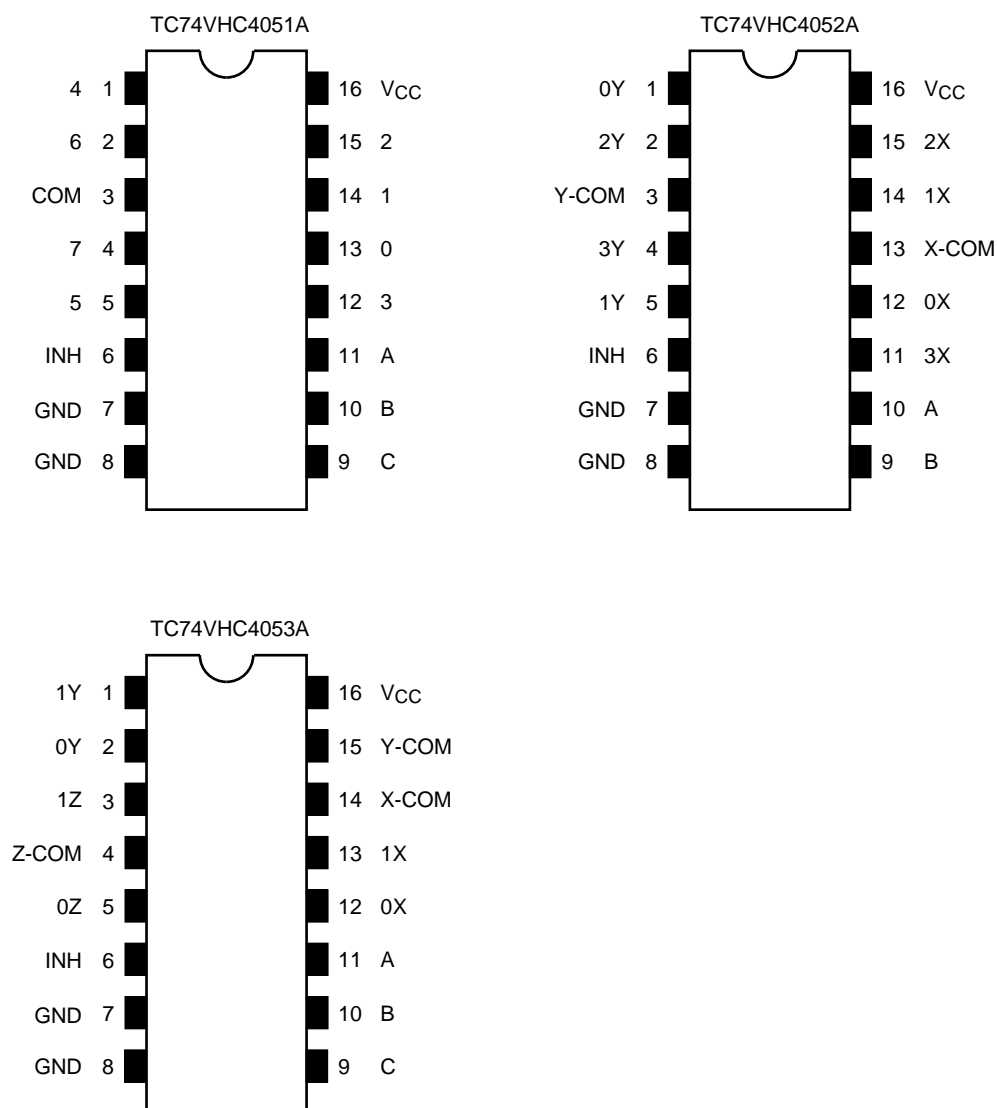 TC74VHC4051A
4 1 16 VCC
6 2 15 2
COM 3 14 1
7 4 13 0
5 5 12 3
INH 6 11 A
GND 7 10 B
GND 8 9 C
TC74VHC4052A
0Y 1 16 VCC
2Y 2 15 2X
Y-COM 3 14 1X
3Y 4 13 X-COM
1Y 5 12 0X
INH 6 11 3X
GND 7 10 A
GND 8 9 B
TC74VHC4053A
1Y 1 16 VCC
0Y 2 15 Y-COM
1Z 3 14 X-COM
Z-COM 4 13 1X
0Z 5 12 0X
INH 6 11 A
GND 7 10 B
GND 8 9 C